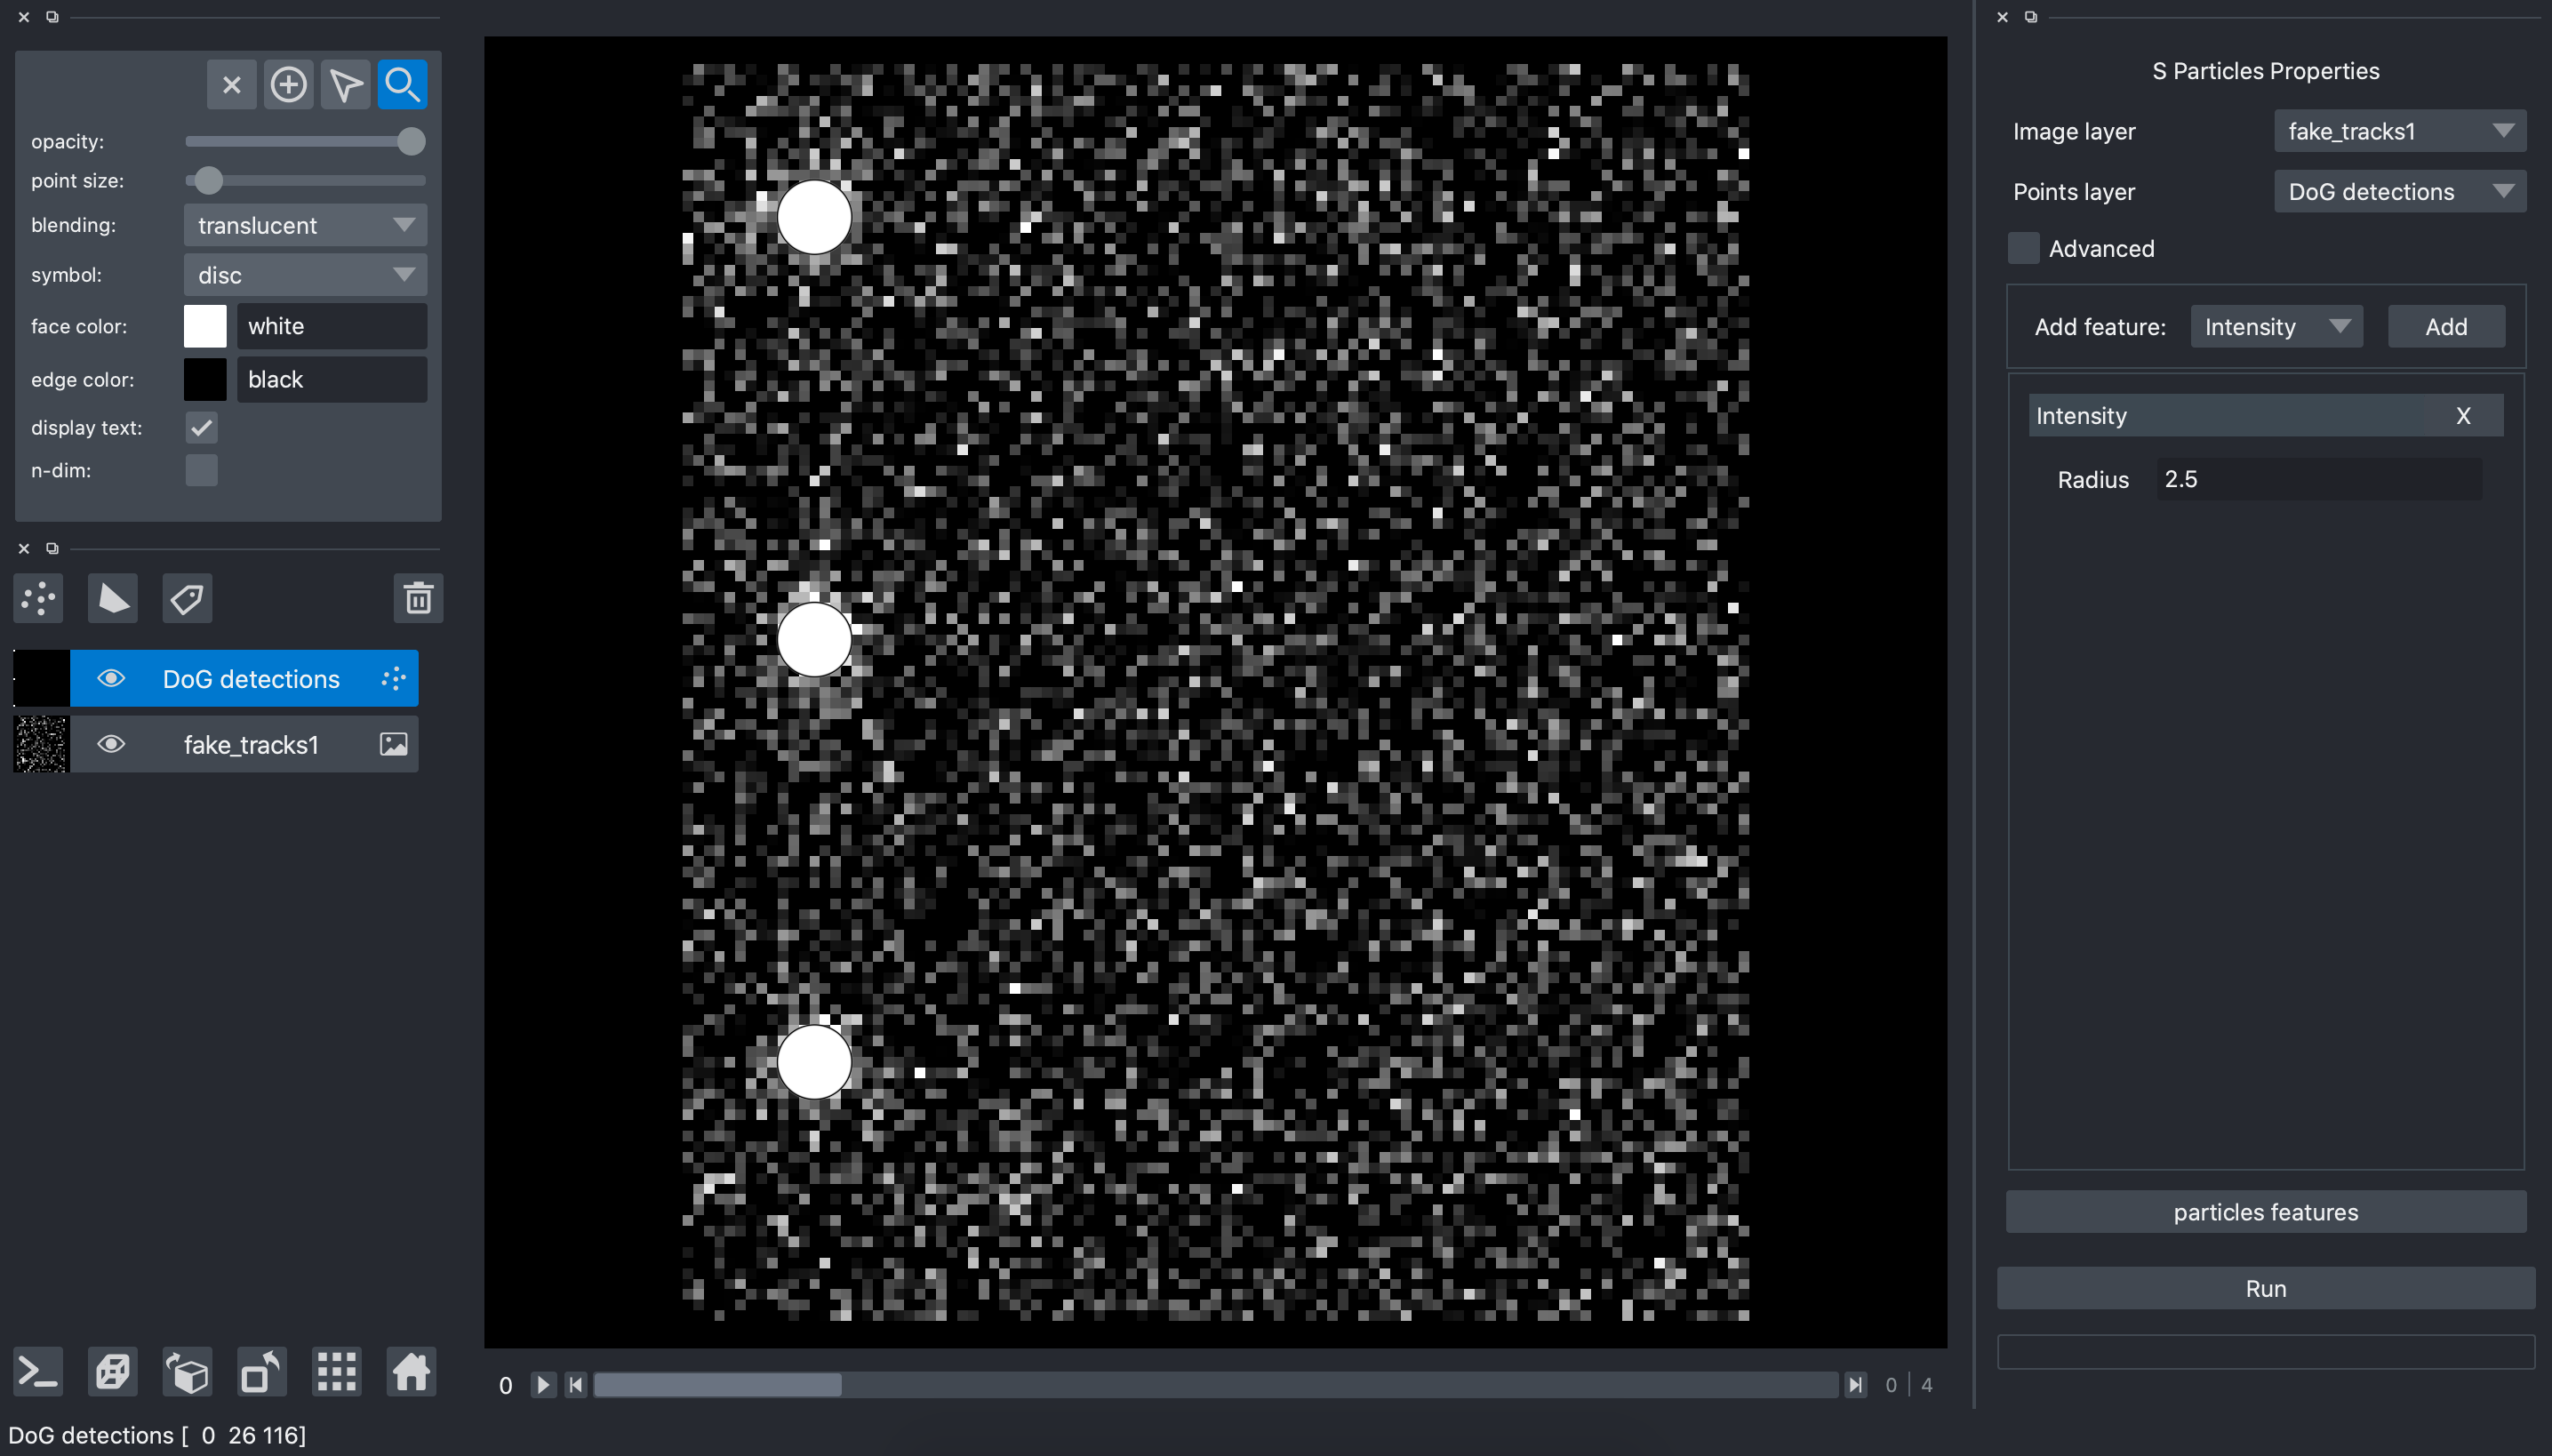 opacity:
point size:
blending: translucent
symbol: disc
face color: white
edge color: black
display text:
n-dim:
DoG detections
fake_tracks1
0
0 4
DoG detections [ 0 26 116]
S Particles Properties
Image layer fake_tracks1
Points layer DoG detections
Advanced
Add feature: Intensity Add
Intensity X
Radius 2.5
particles features
Run